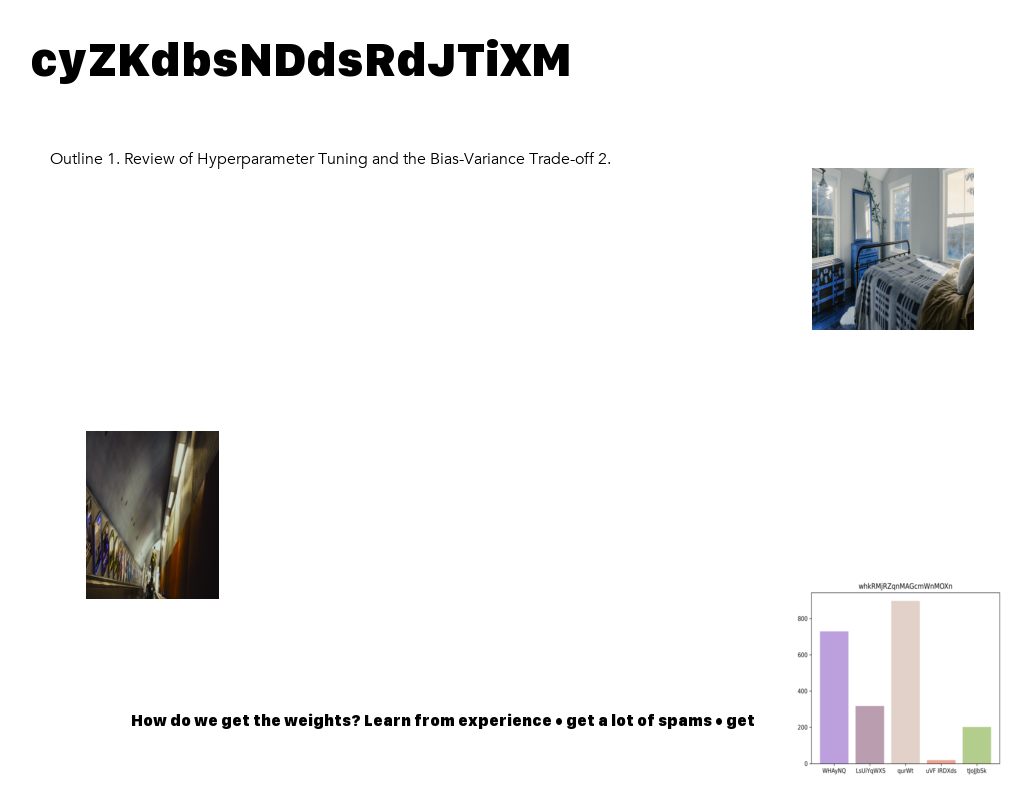 cyZKdbsNDdsRdJTiXM
Outline 1. Review of Hyperparameter Tuning and the Bias-Variance Trade-off 2.
whkRMjRZqnMAGcmWnMOXn
800
600
400
200
0
WHAyNQ LsUiYqWXS qurWt uVF IRDXds
How do we get the weights? Learn from experience • get a lot of spams • get